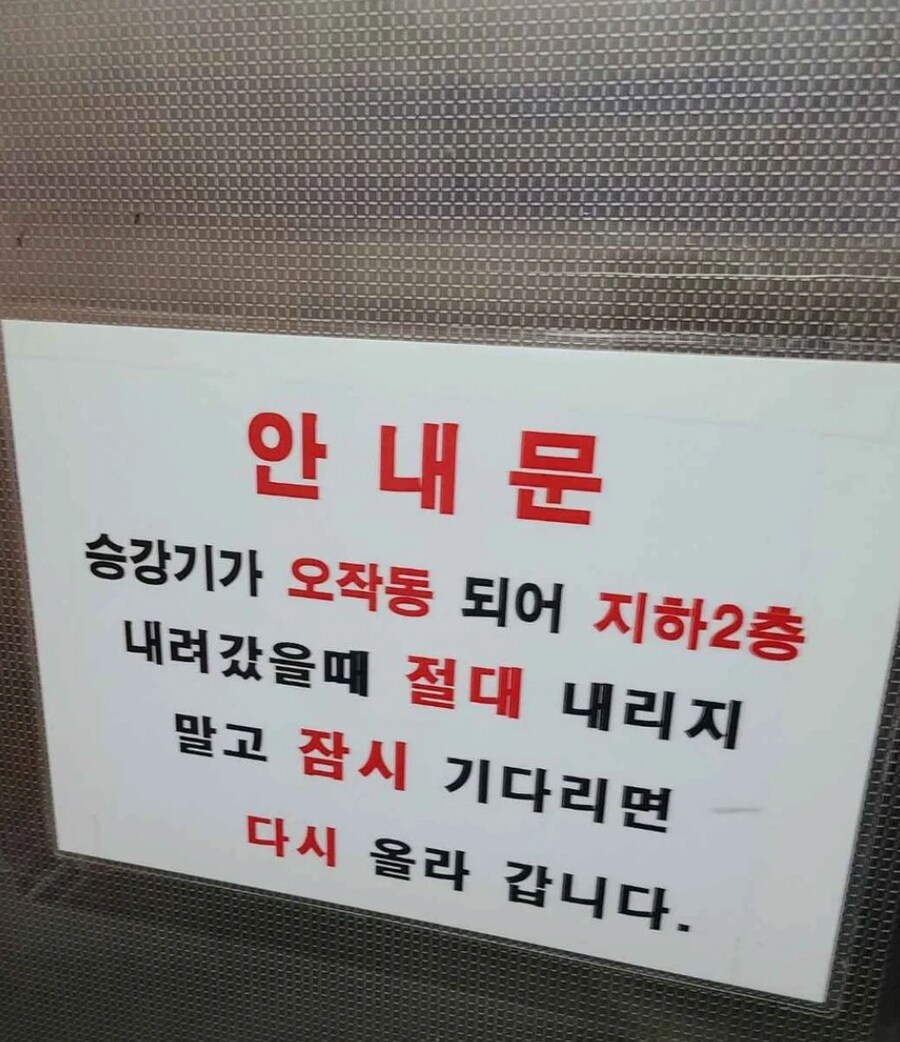 안내문
승강기가 오작동 되어 지하2층
내려갔을때 절대 내리지
말고 잠시 기다리면
다시 올라 갑니다.